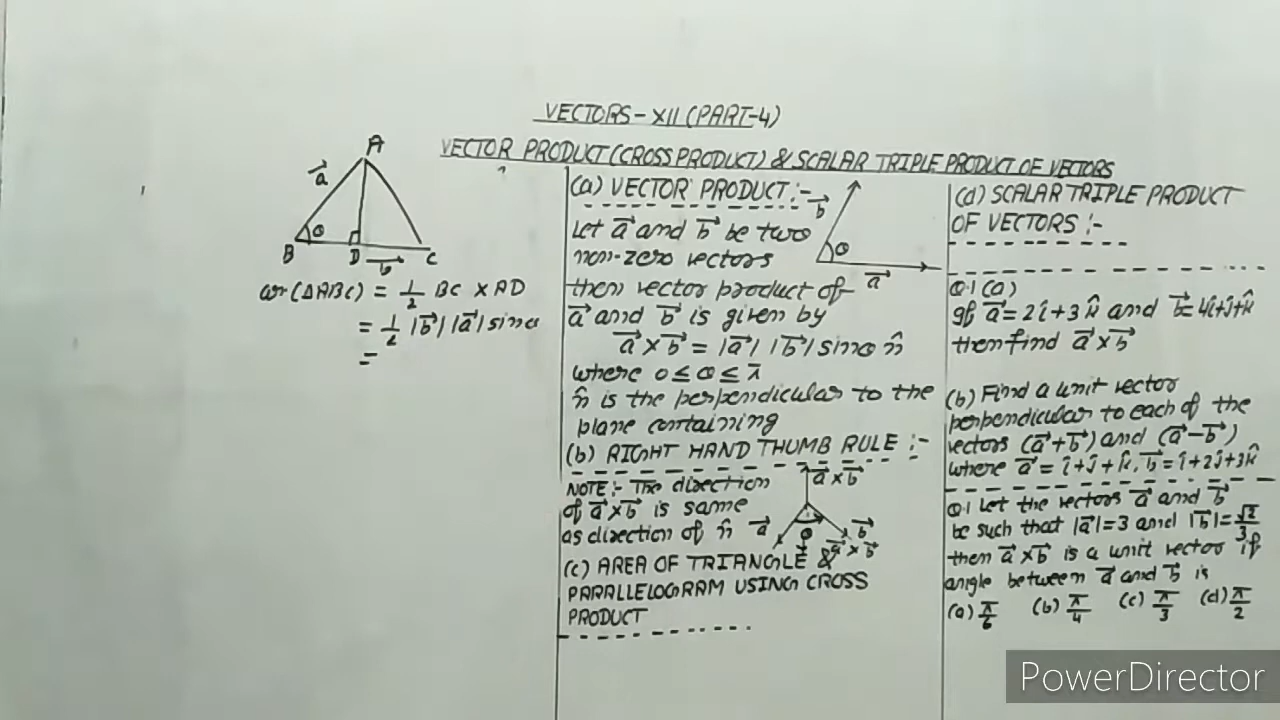 VECTORS - XII (PART-4)
VECTOR PRODUCT (CROSS PRODUCT) & SCALAR TRIPLE PRODUCT OF VECTORS
A
a⃗
B θ D b⃗ C
ar(ΔABC) = 1/2 BC × AD
= 1/2 |b⃗| |a⃗| sinθ
=
(a) VECTOR PRODUCT :-
b⃗
θ
a⃗
Let a⃗ and b⃗ be two
non-zero vectors
then vector product of
a⃗ and b⃗ is given by
a⃗ × b⃗ = |a⃗| |b⃗| sinθ n̂
where 0 ≤ θ ≤ π
n̂ is the perpendicular to the
plane containing
(b) RIGHT HAND THUMB RULE :-
NOTE :- The direction
of a⃗ × b⃗ is same
as direction of n̂
a⃗ × b⃗
a⃗ θ b⃗
a⃗ × b⃗
(c) AREA OF TRIANGLE &
PARALLELOGRAM USING CROSS
PRODUCT
(d) SCALAR TRIPLE PRODUCT
OF VECTORS :-
Q.1 (a)
If a⃗ = 2î + 3k̂ and b⃗ = 4î+ĵ+k̂
then find a⃗ × b⃗
(b) Find a unit vector
perpendicular to each of the
vectors (a⃗ + b⃗) and (a⃗ - b⃗)
where a⃗ = î + ĵ + k̂, b⃗ = î + 2ĵ + 3k̂
Q.1 Let the vectors a⃗ and b⃗
be such that |a⃗| = 3 and |b⃗| = √2/3
then a⃗ × b⃗ is a unit vector if
angle between a⃗ and b⃗ is
(a) π/6 (b) π/4 (c) π/3 (d) π/2
PowerDirector